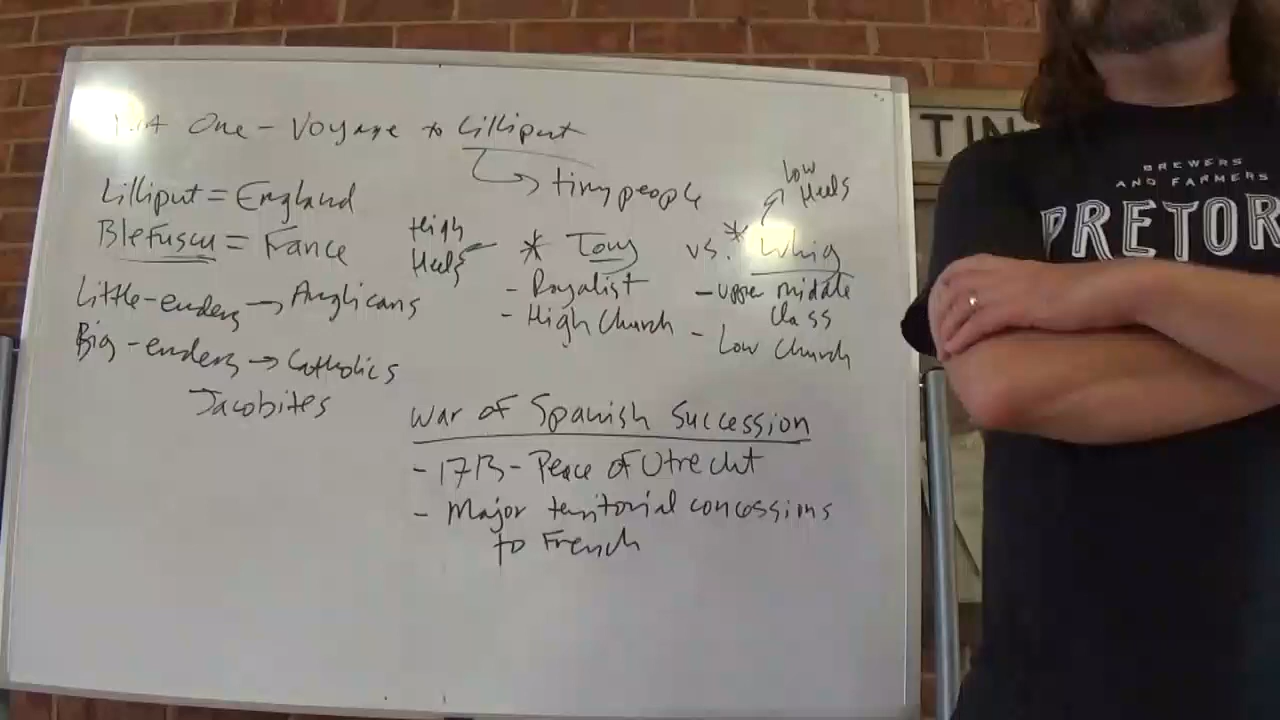 One - Voyage to Lilliput
tiny people
Lilliput = England
Blefuscu = France
Little-enders → Anglicans
Big-enders → Catholics
Jacobites
High
Heels
* Tory
- Royalist
- High Church
vs.
* Whig
Low
Heels
- upper middle
class
- Low Church
War of Spanish Succession
- 1713 - Peace of Utrecht
- Major territorial concessions
to French
TIN
BREWERS
AND FARMERS
PRETOR